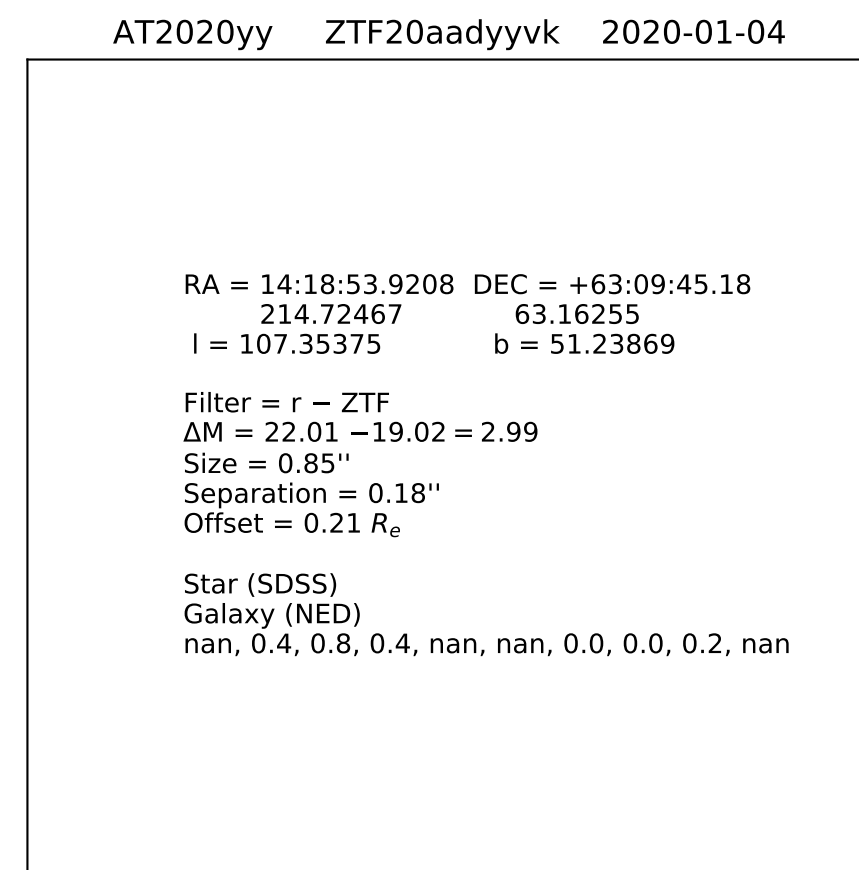 AT2020yy ZTF20aadyyvk 2020-01-04
RA = 14:18:53.9208 DEC = +63:09:45.18
214.72467 63.16255
l = 107.35375 b = 51.23869
Filter = r − ZTF
ΔM = 22.01 −19.02 = 2.99
Size = 0.85''
Separation = 0.18''
Offset = 0.21 Rₑ
Star (SDSS)
Galaxy (NED)
nan, 0.4, 0.8, 0.4, nan, nan, 0.0, 0.0, 0.2, nan